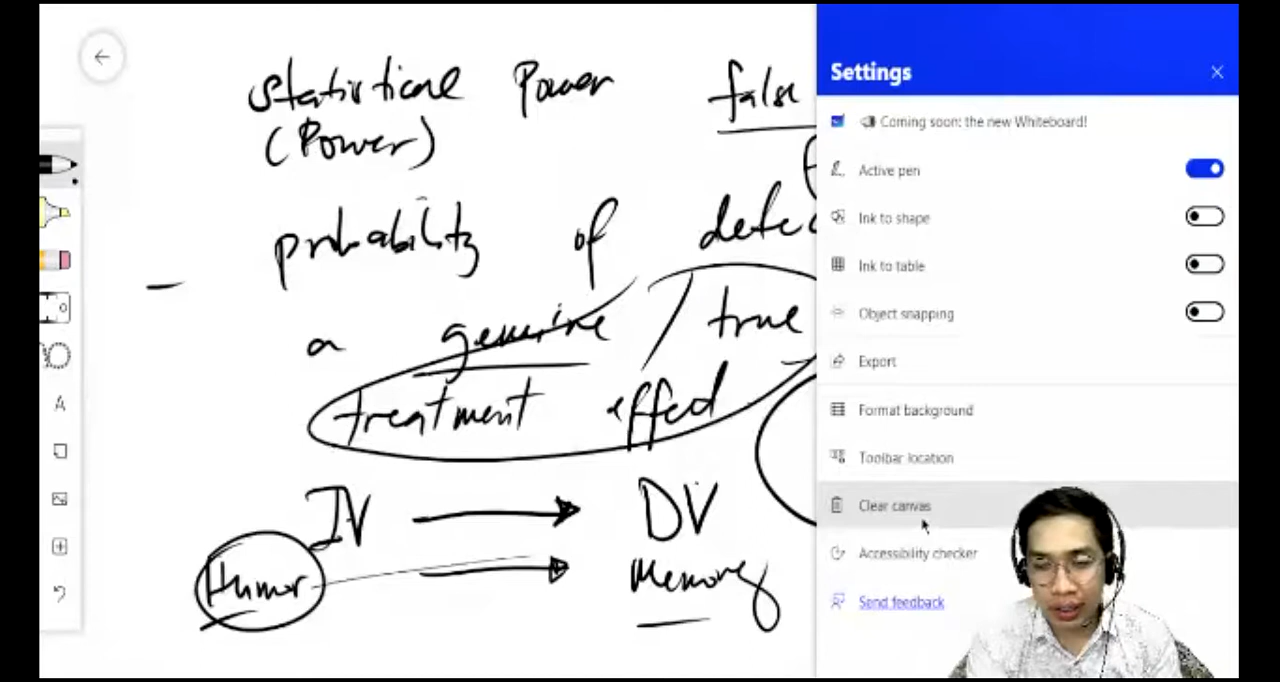 Statistical Power false
(Power)
probability of detec
a genuine / true
treatment effect
IV DV
Humor Memory
Settings
Coming soon: the new Whiteboard!
Active pen
Ink to shape
Ink to table
Object snapping
Export
Format background
Toolbar location
Clear canvas
Accessibility checker
Send feedback